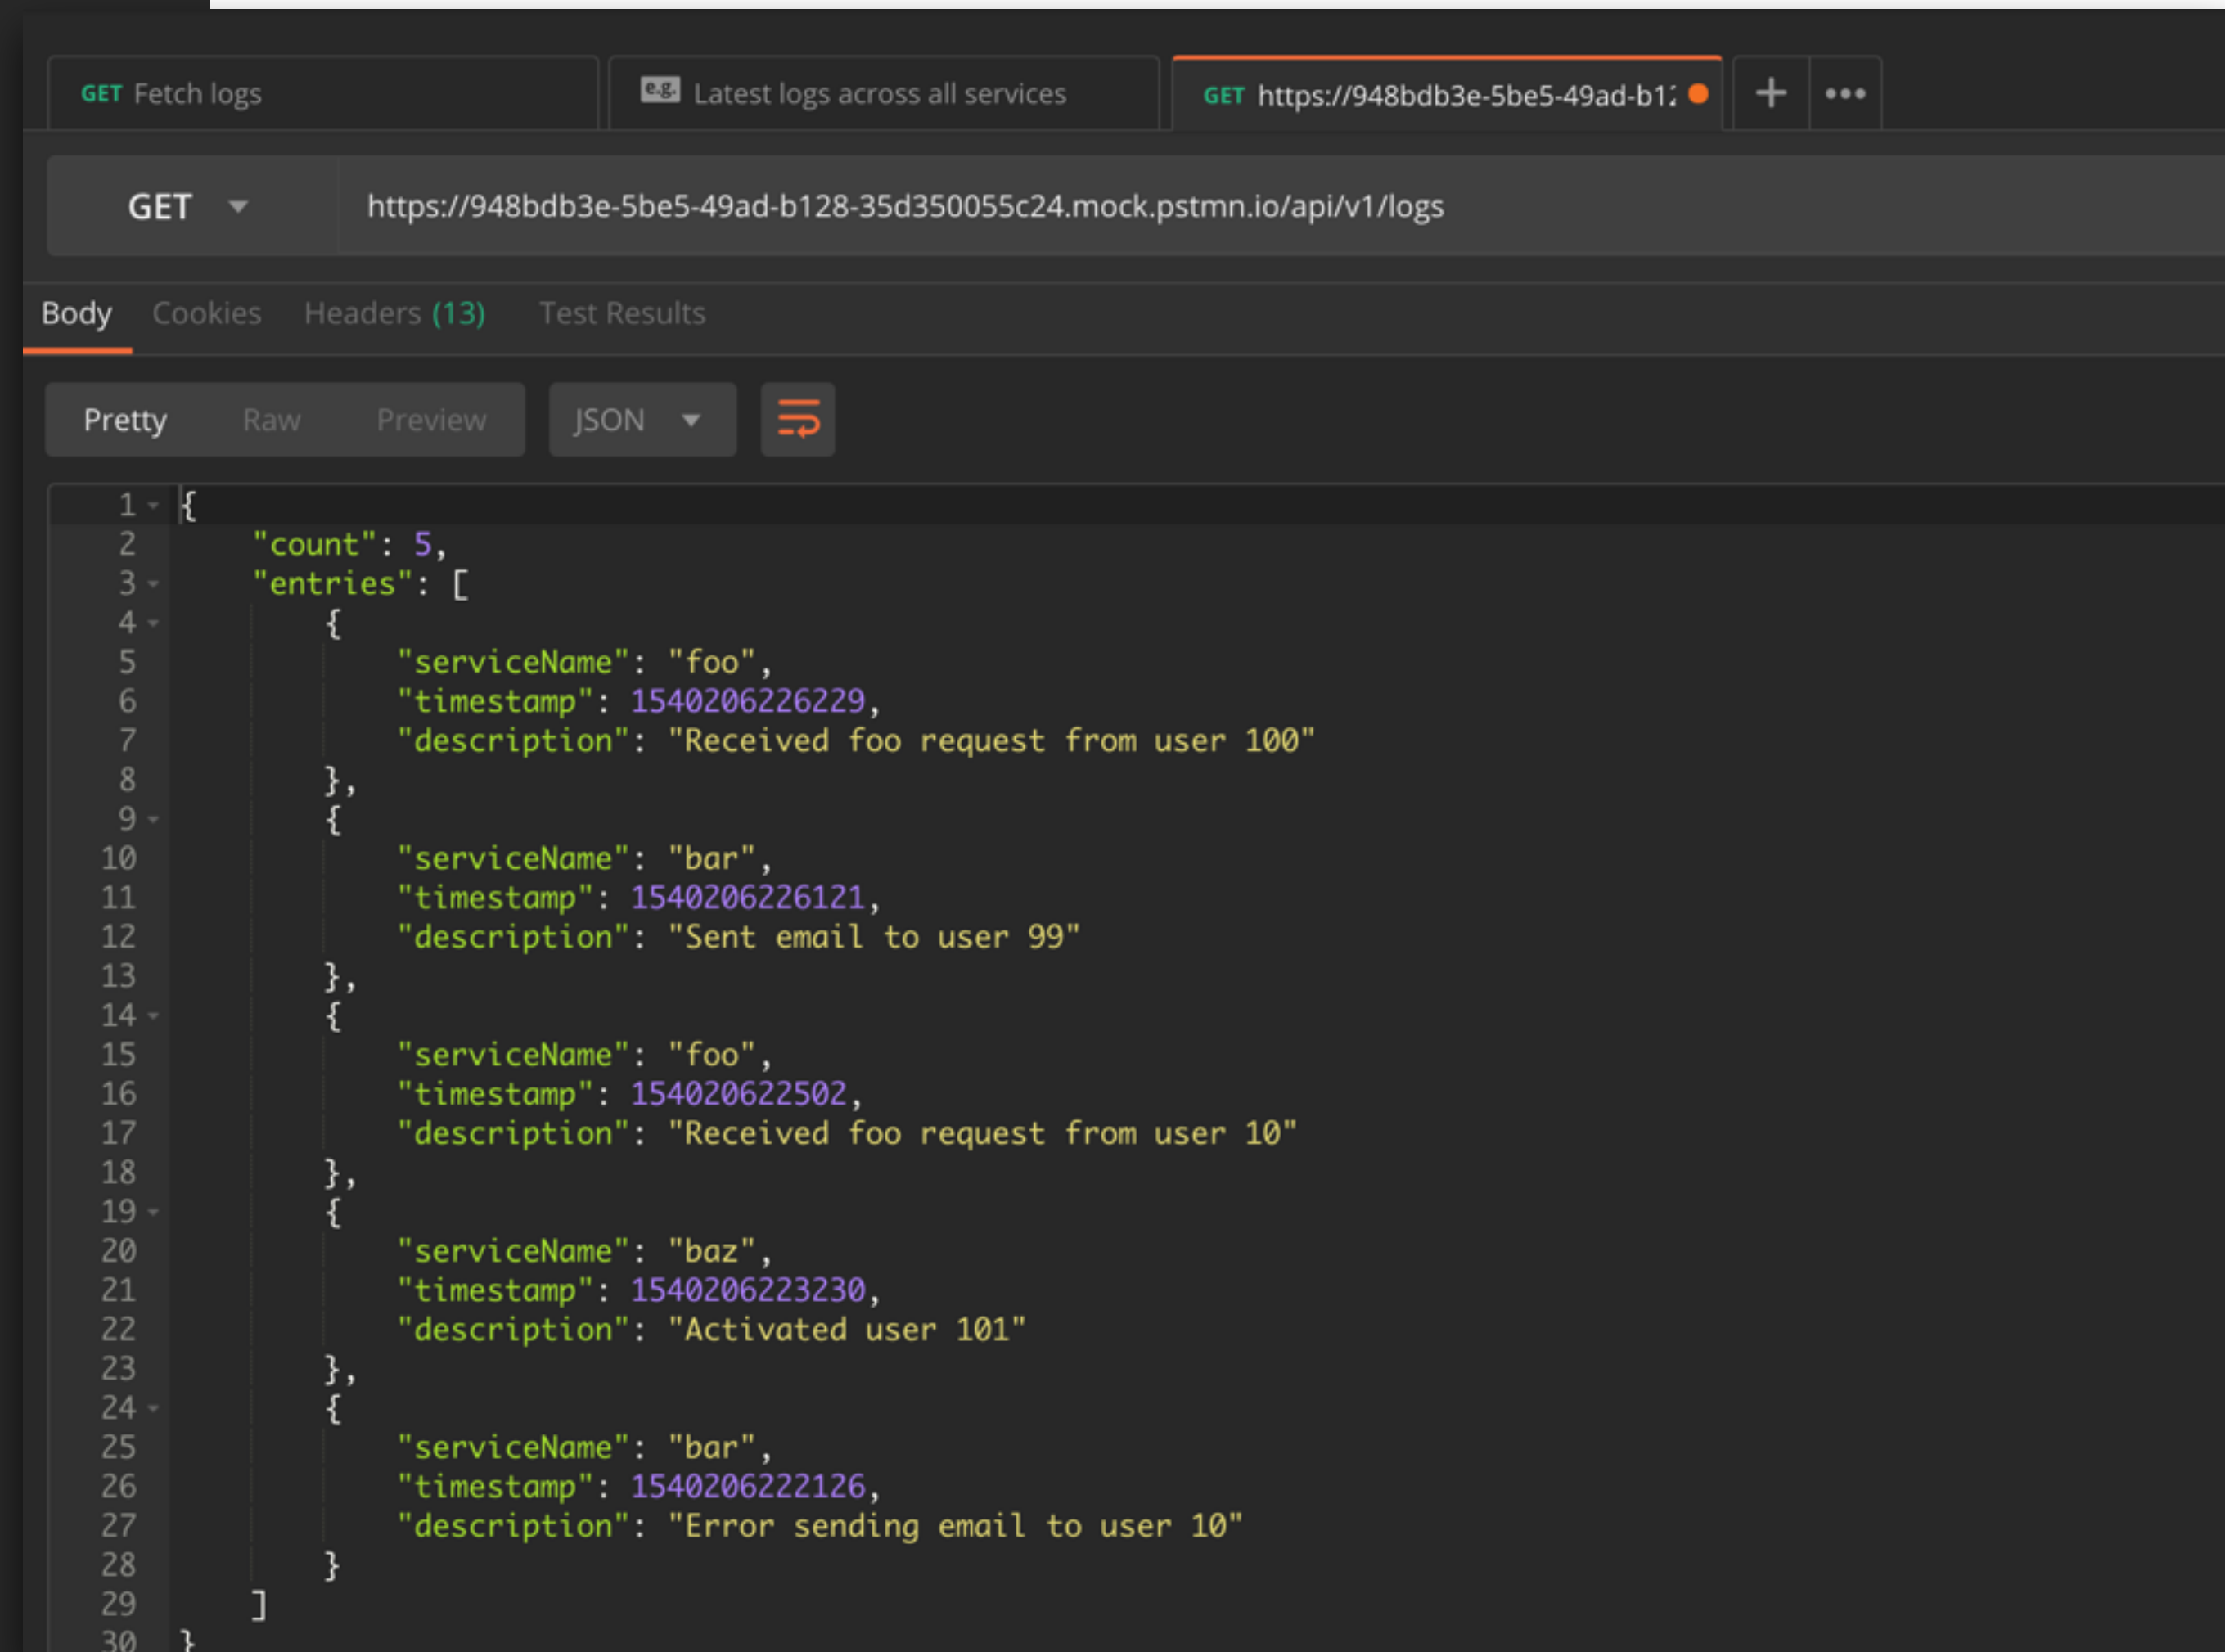 GET Fetch logs
e.g. Latest logs across all services
GET https://948bdb3e-5be5-49ad-b12
+ •••
GET https://948bdb3e-5be5-49ad-b128-35d350055c24.mock.pstmn.io/api/v1/logs
Body Cookies Headers (13) Test Results
Pretty Raw Preview JSON
1 {
2 "count": 5,
3 "entries": [
4 {
5 "serviceName": "foo",
6 "timestamp": 1540206226229,
7 "description": "Received foo request from user 100"
8 },
9 {
10 "serviceName": "bar",
11 "timestamp": 1540206226121,
12 "description": "Sent email to user 99"
13 },
14 {
15 "serviceName": "foo",
16 "timestamp": 154020622502,
17 "description": "Received foo request from user 10"
18 },
19 {
20 "serviceName": "baz",
21 "timestamp": 1540206223230,
22 "description": "Activated user 101"
23 },
24 {
25 "serviceName": "bar",
26 "timestamp": 1540206222126,
27 "description": "Error sending email to user 10"
28 }
29 ]
30 }